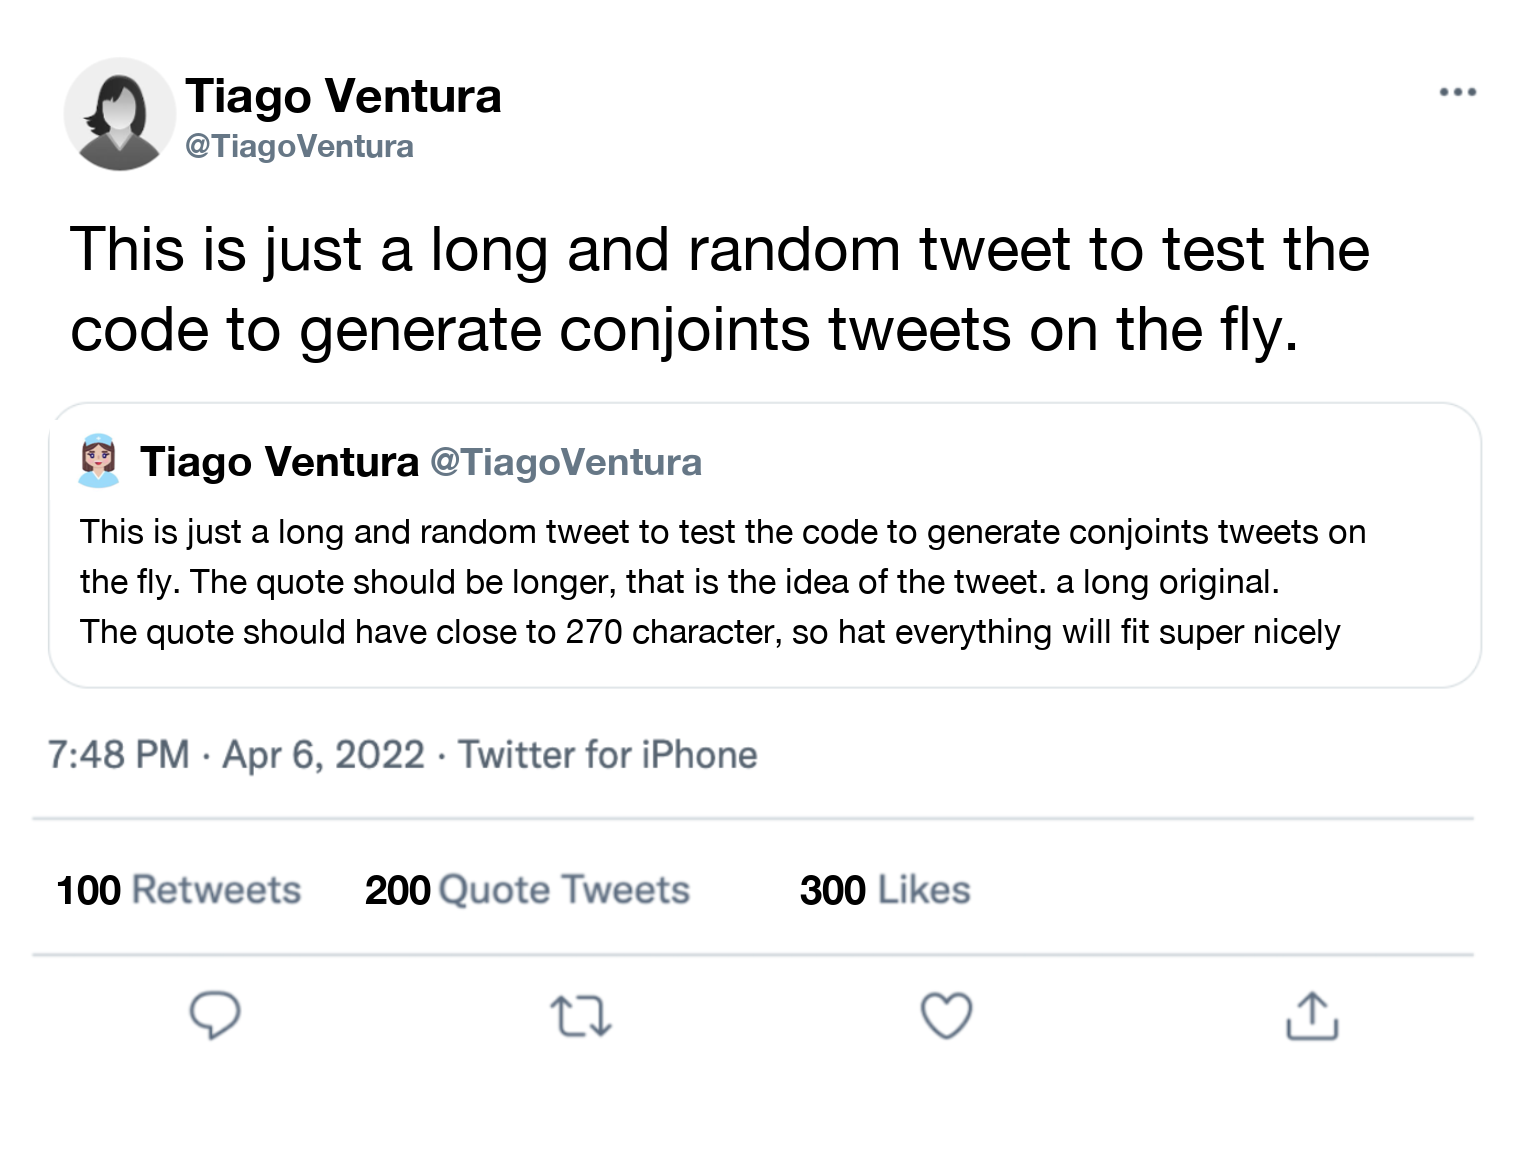 Tiago Ventura
@TiagoVentura
This is just a long and random tweet to test the
code to generate conjoints tweets on the fly.
Tiago Ventura @TiagoVentura
This is just a long and random tweet to test the code to generate conjoints tweets on
the fly. The quote should be longer, that is the idea of the tweet. a long original.
The quote should have close to 270 character, so hat everything will fit super nicely
7:48 PM · Apr 6, 2022 · Twitter for iPhone
100 Retweets 200 Quote Tweets 300 Likes